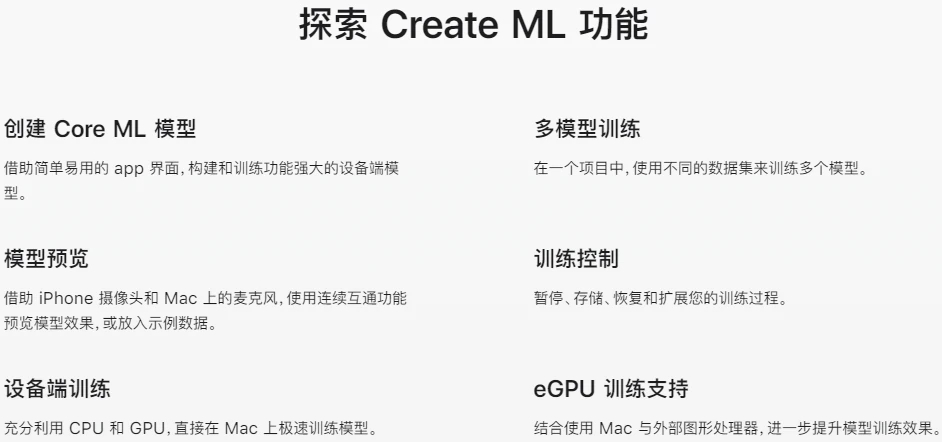 探索 Create ML 功能
创建 Core ML 模型
借助简单易用的 app 界面，构建和训练功能强大的设备端模
型。
多模型训练
在一个项目中，使用不同的数据集来训练多个模型。
模型预览
借助 iPhone 摄像头和 Mac 上的麦克风，使用连续互通功能
预览模型效果，或放入示例数据。
训练控制
暂停、存储、恢复和扩展您的训练过程。
设备端训练
充分利用 CPU 和 GPU，直接在 Mac 上极速训练模型。
eGPU 训练支持
结合使用 Mac 与外部图形处理器，进一步提升模型训练效果。